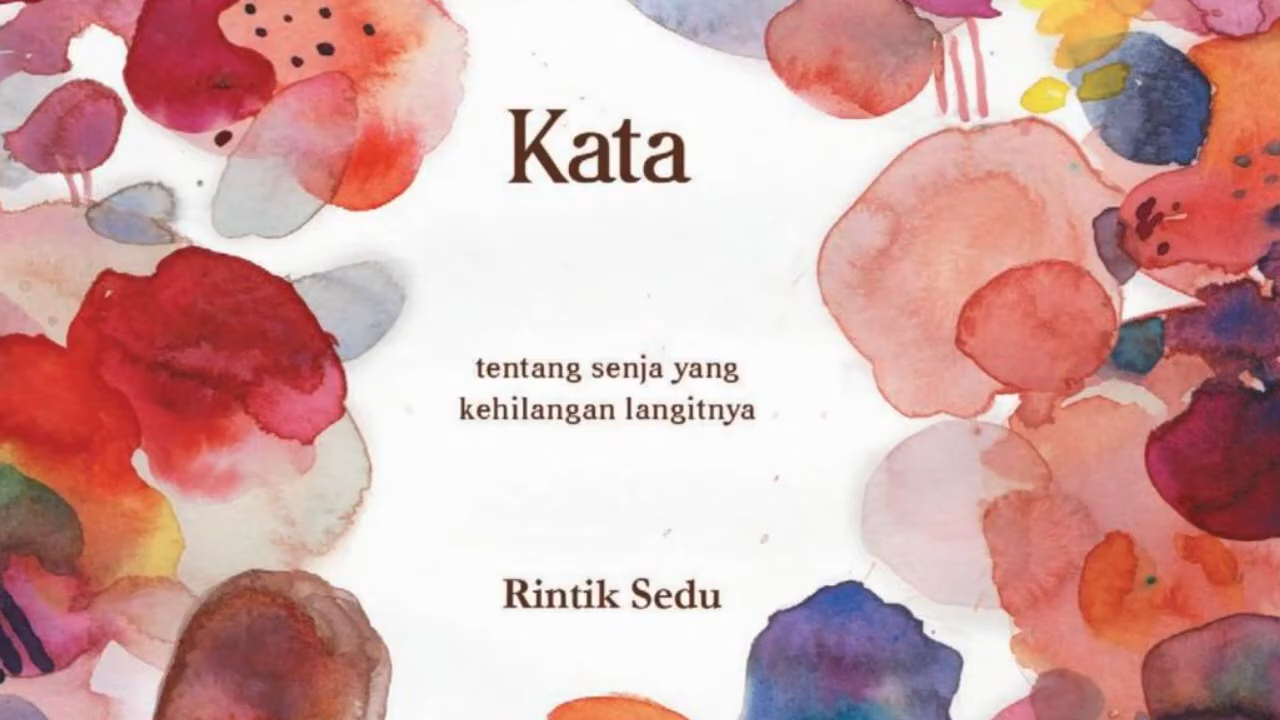 Kata
tentang senja yang
kehilangan langitnya
Rintik Sedu